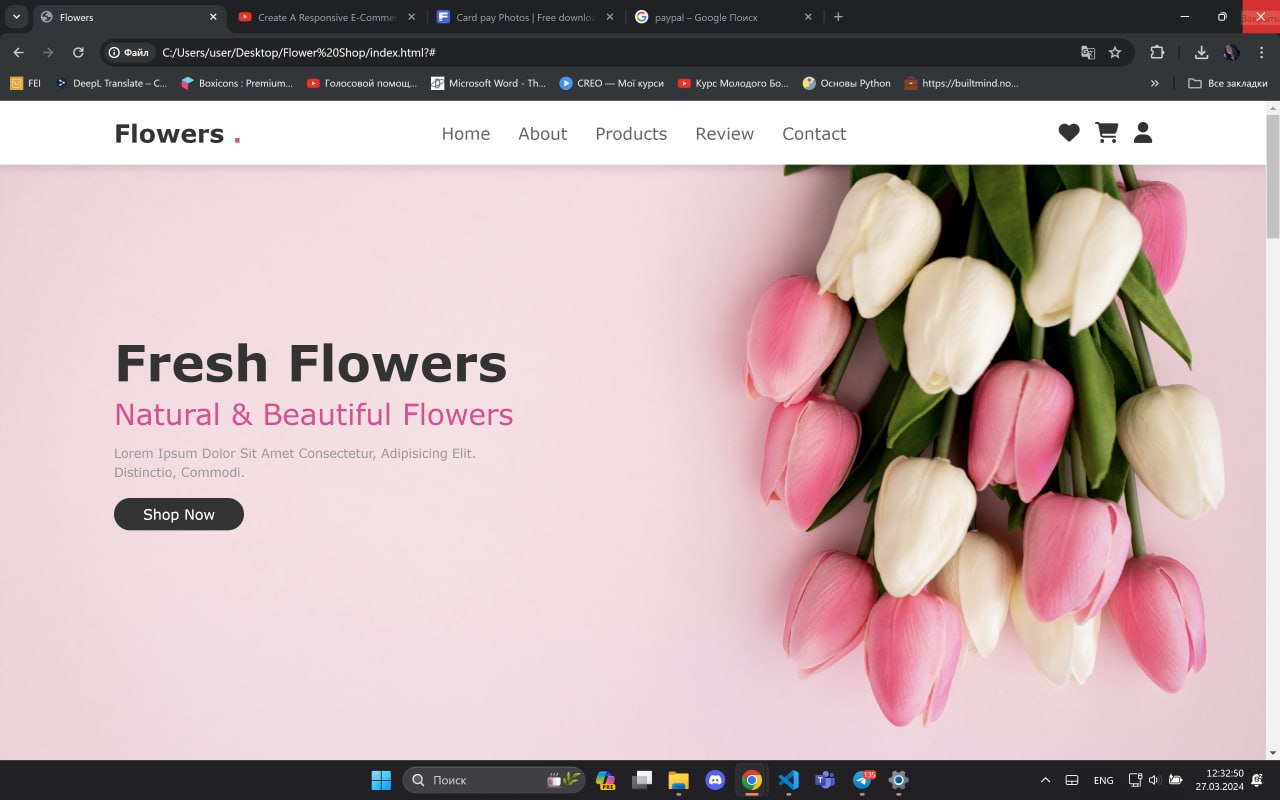 Flowers
Create A Responsive E-Comme
Card pay Photos | Free downlo
paypal – Google Поиск
Файл
C:/Users/user/Desktop/Flower%20Shop/index.html?#
FEI
DeepL Translate – С...
Boxicons : Premium...
Голосовой помощ...
Microsoft Word - Th...
CREO — Мої курси
Курс Молодого Бо...
Основы Python
https://builtmind.no...
»
Все закладки
Flowers .
Home
About
Products
Review
Contact
Fresh Flowers
Natural & Beautiful Flowers
Lorem Ipsum Dolor Sit Amet Consectetur, Adipisicing Elit.
Distinctio, Commodi.
Shop Now
Поиск
PRE
135
ENG
12:32:50
27.03.2024